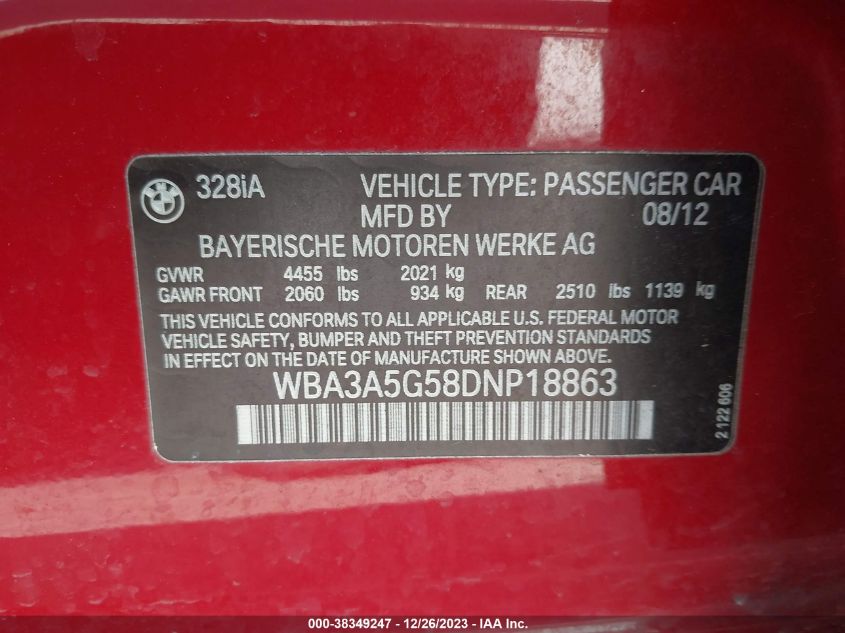 BMW
328iA VEHICLE TYPE: PASSENGER CAR
MFD BY 08/12
BAYERISCHE MOTOREN WERKE AG
GVWR 4455 lbs 2021 kg
GAWR FRONT 2060 lbs 934 kg REAR 2510 lbs 1139 kg
THIS VEHICLE CONFORMS TO ALL APPLICABLE U.S. FEDERAL MOTOR
VEHICLE SAFETY, BUMPER AND THEFT PREVENTION STANDARDS
IN EFFECT ON THE DATE OF MANUFACTURE SHOWN ABOVE.
WBA3A5G58DNP18863
2 122 606
000-38349247 - 12/26/2023 - IAA Inc.